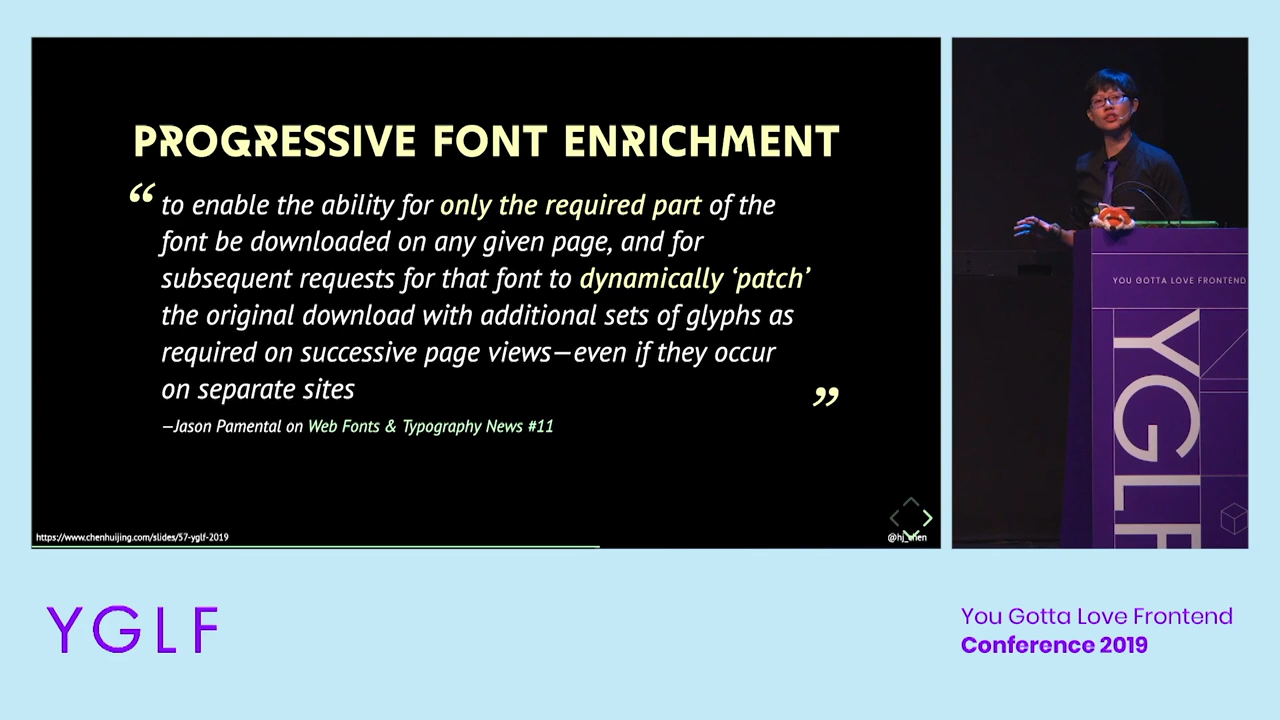 PROGRESSIVE FONT ENRICHMENT
“to enable the ability for only the required part of the
font be downloaded on any given page, and for
subsequent requests for that font to dynamically ‘patch’
the original download with additional sets of glyphs as
required on successive page views—even if they occur
on separate sites”
—Jason Pamental on Web Fonts & Typography News #11
https://www.chenhuijing.com/slides/57-yglf-2019
@hj_chen
YOU GOTTA LOVE FRONTEND
YGLF
YGLF
You Gotta Love Frontend
Conference 2019